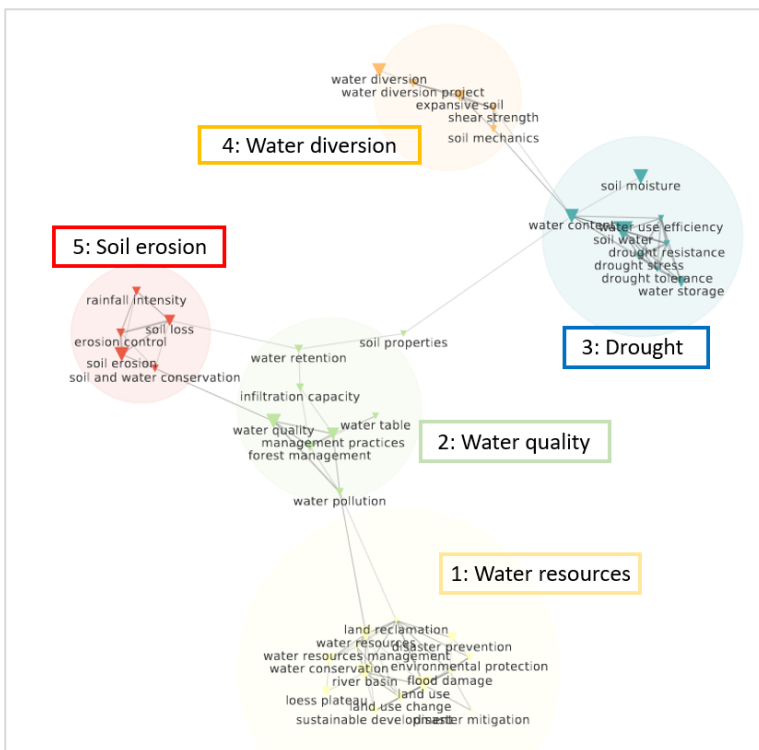 water diversion
water diversion project
expansive soil
shear strength
soil mechanics
4: Water diversion
soil moisture
water content
water use efficiency
soil water
drought resistance
drought stress
drought tolerance
water storage
3: Drought
5: Soil erosion
rainfall intensity
soil loss
erosion control
soil erosion
soil and water conservation
soil properties
water retention
infiltration capacity
water table
water quality
management practices
forest management
2: Water quality
water pollution
1: Water resources
land reclamation
water resources
disaster prevention
water resources management
water conservation
environmental protection
river basin
flood damage
land use
loess plateau
land use change
sustainable development
disaster mitigation